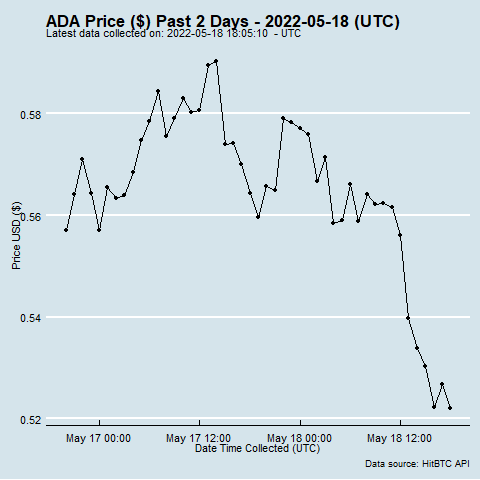 ADA Price ($) Past 2 Days - 2022-05-18 (UTC)
Latest data collected on: 2022-05-18 18:05:10 - UTC
0.58
0.56
0.54
0.52
Price USD ($)
May 17 00:00
May 17 12:00
May 18 00:00
May 18 12:00
Date Time Collected (UTC)
Data source: HitBTC API